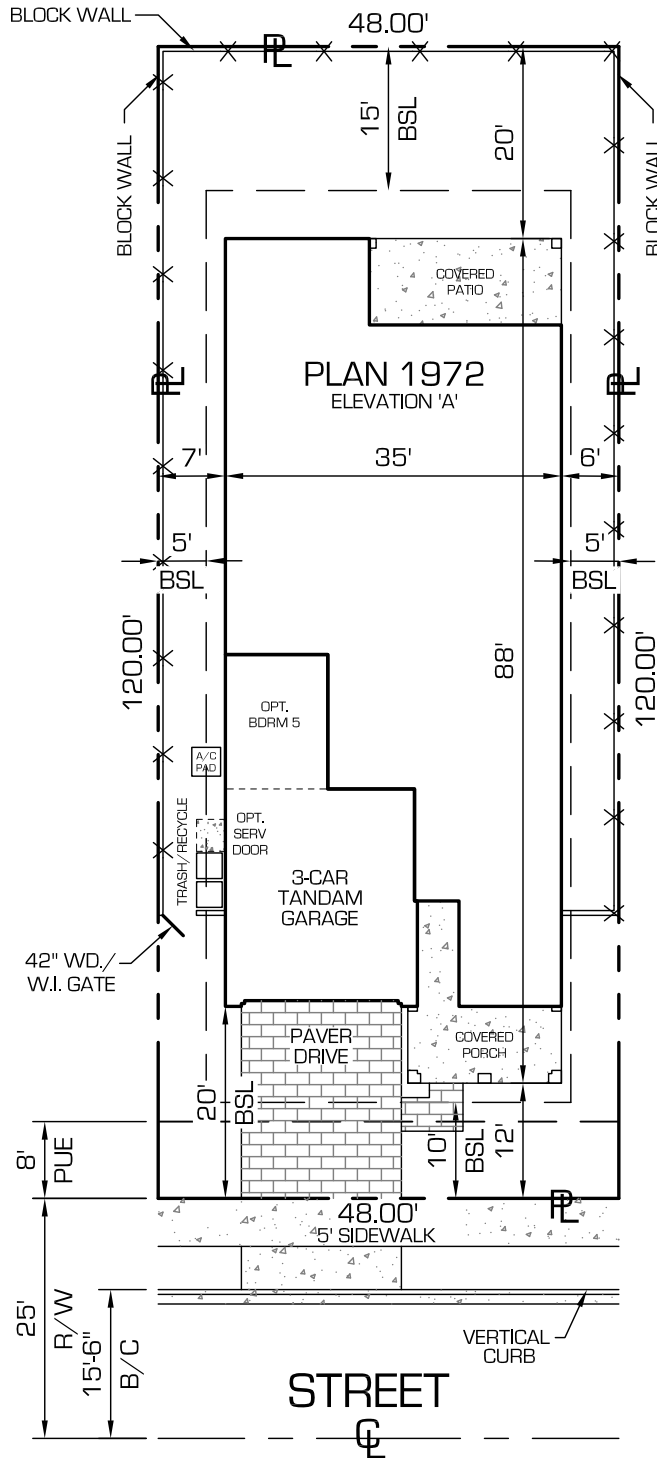 BLOCK WALL
48.00'
PL
BLOCK WALL
15'
BSL
20'
BLOCK WALL
COVERED
PATIO
PLAN 1972
ELEVATION 'A'
PL
PL
7'
35'
6'
5'
BSL
5'
BSL
120.00'
88'
120.00'
OPT.
BDRM 5
A/C
PAD
TRASH/RECYCLE
OPT.
SERV
DOOR
3-CAR
TANDAM
GARAGE
42" WD./
W.I. GATE
PAVER
DRIVE
COVERED
PORCH
20'
BSL
10'
BSL
12'
8'
PUE
PL
48.00'
5' SIDEWALK
25'
R/W
15'-6"
B/C
VERTICAL
CURB
STREET
CL